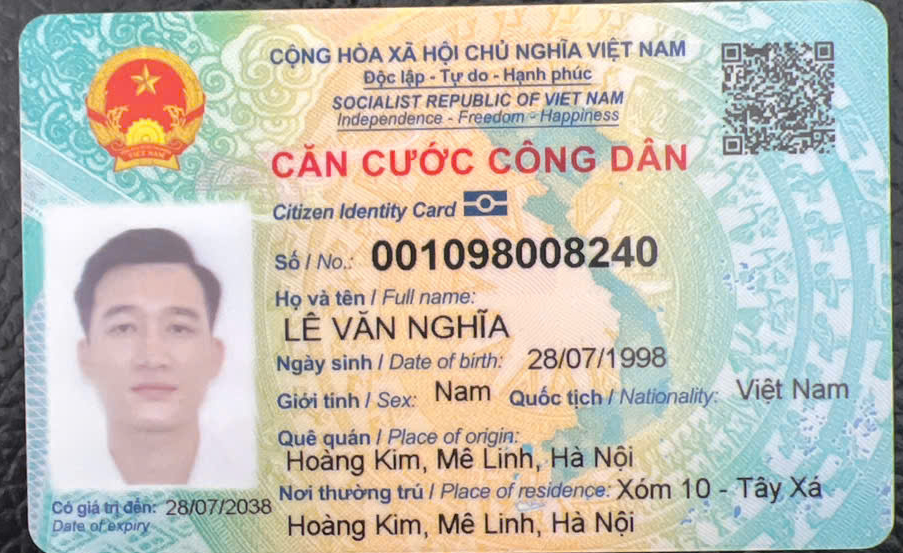 CỘNG HÒA XÃ HỘI CHỦ NGHĨA VIỆT NAM
Độc lập - Tự do - Hạnh phúc
SOCIALIST REPUBLIC OF VIET NAM
Independence - Freedom - Happiness
CĂN CƯỚC CÔNG DÂN
Citizen Identity Card
Số / No.: 001098008240
Họ và tên / Full name:
LÊ VĂN NGHĨA
Ngày sinh / Date of birth: 28/07/1998
Giới tính / Sex: Nam Quốc tịch / Nationality: Việt Nam
Quê quán / Place of origin:
Hoàng Kim, Mê Linh, Hà Nội
Nơi thường trú / Place of residence: Xóm 10 - Tây Xá
Hoàng Kim, Mê Linh, Hà Nội
Có giá trị đến: 28/07/2038
Date of expiry
VIỆT NAM